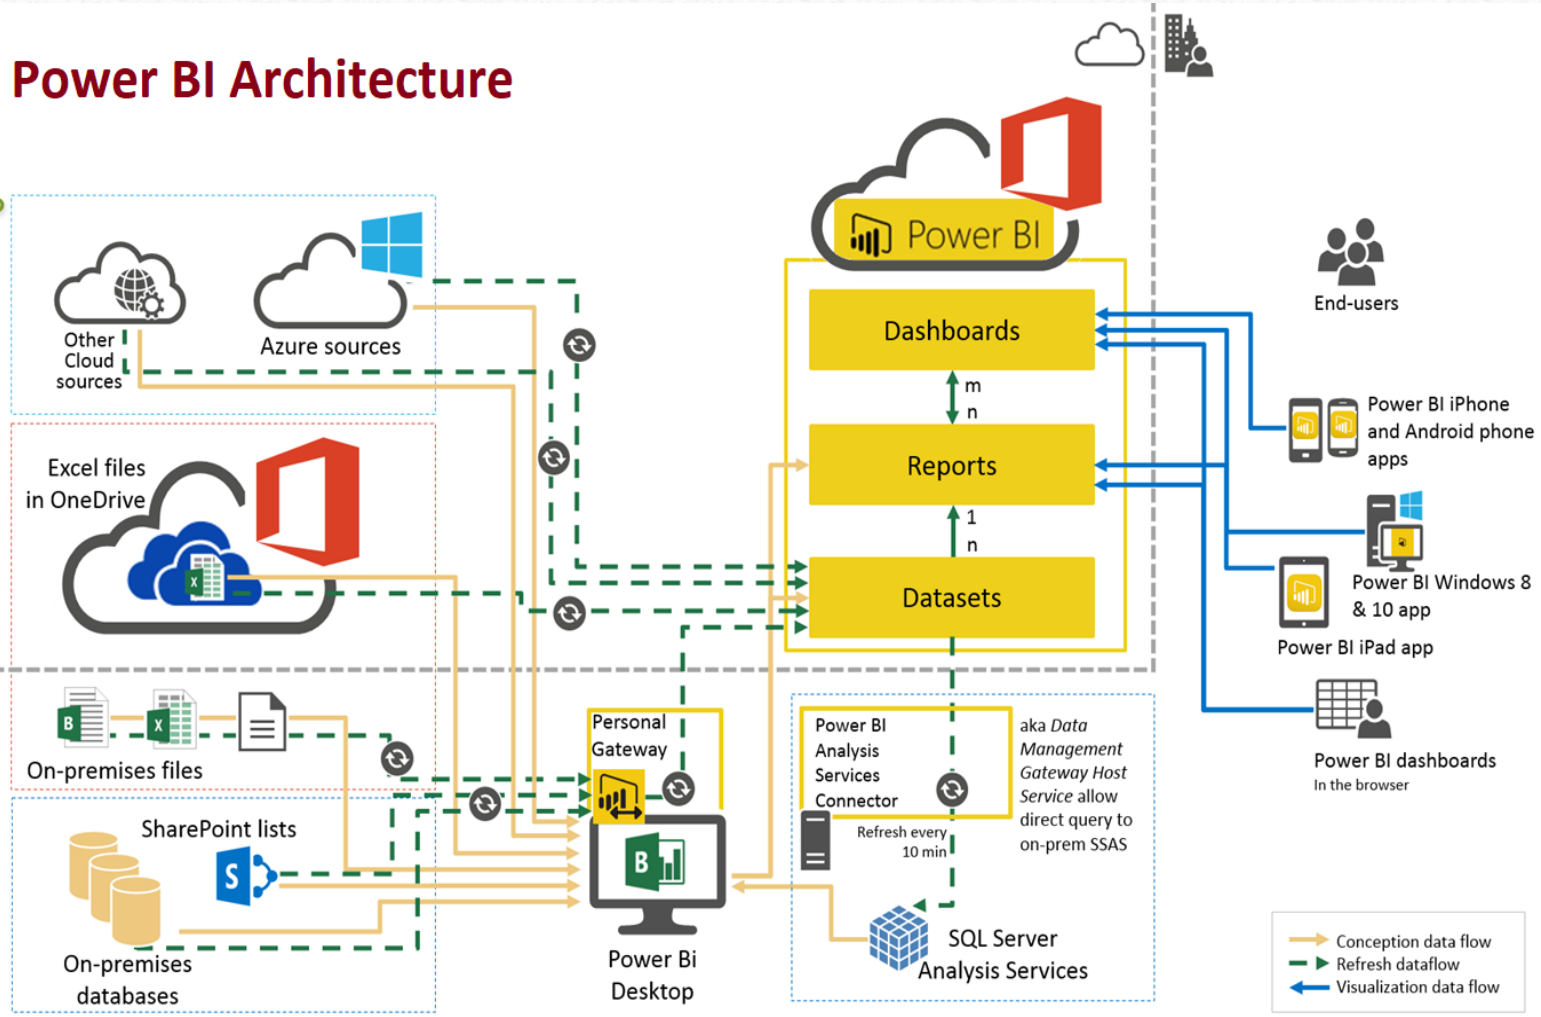 Power BI Architecture
Power BI
Other
Cloud
sources
Azure sources
Excel files
in OneDrive
X
Dashboards
m
n
Reports
1
n
Datasets
End-users
Power BI iPhone
and Android phone
apps
Power BI Windows 8
& 10 app
Power BI iPad app
Power BI dashboards
In the browser
B
X
On-premises files
SharePoint lists
S
On-premises
databases
Personal
Gateway
B
Power Bi
Desktop
Power BI
Analysis
Services
Connector
aka Data
Management
Gateway Host
Service allow
direct query to
on-prem SSAS
Refresh every
10 min
SQL Server
Analysis Services
Conception data flow
Refresh dataflow
Visualization data flow